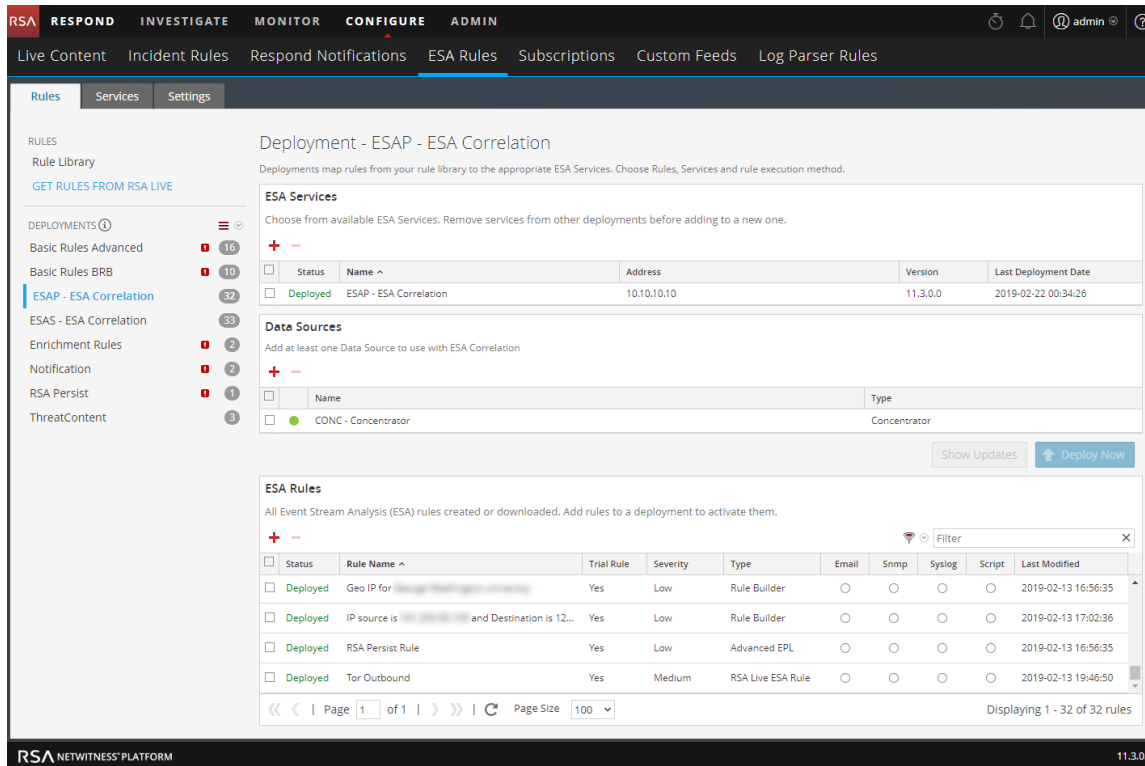 RSA RESPOND INVESTIGATE MONITOR CONFIGURE ADMIN admin
Live Content Incident Rules Respond Notifications ESA Rules Subscriptions Custom Feeds Log Parser Rules
Rules Services Settings
RULES
Rule Library
GET RULES FROM RSA LIVE
DEPLOYMENTS
Basic Rules Advanced 16
Basic Rules BRB 10
ESAP - ESA Correlation 32
ESAS - ESA Correlation 33
Enrichment Rules 2
Notification 2
RSA Persist 1
ThreatContent 3
Deployment - ESAP - ESA Correlation
Deployments map rules from your rule library to the appropriate ESA Services. Choose Rules, Services and rule execution method.
ESA Services
Choose from available ESA Services. Remove services from other deployments before adding to a new one.
Status Name Address Version Last Deployment Date
Deployed ESAP - ESA Correlation 10.10.10.10 11.3.0.0 2019-02-22 00:34:26
Data Sources
Add at least one Data Source to use with ESA Correlation
Name Type
CONC - Concentrator Concentrator
Show Updates Deploy Now
ESA Rules
All Event Stream Analysis (ESA) rules created or downloaded. Add rules to a deployment to activate them.
Filter
Status Rule Name Trial Rule Severity Type Email Snmp Syslog Script Last Modified
Deployed Geo IP for Yes Low Rule Builder 2019-02-13 16:56:35
Deployed IP source is and Destination is 12... Yes Low Rule Builder 2019-02-13 17:02:36
Deployed RSA Persist Rule Yes Low Advanced EPL 2019-02-13 16:56:35
Deployed Tor Outbound Yes Medium RSA Live ESA Rule 2019-02-13 19:46:50
Page 1 of 1 Page Size 100 Displaying 1 - 32 of 32 rules
RSA NETWITNESS® PLATFORM 11.3.0